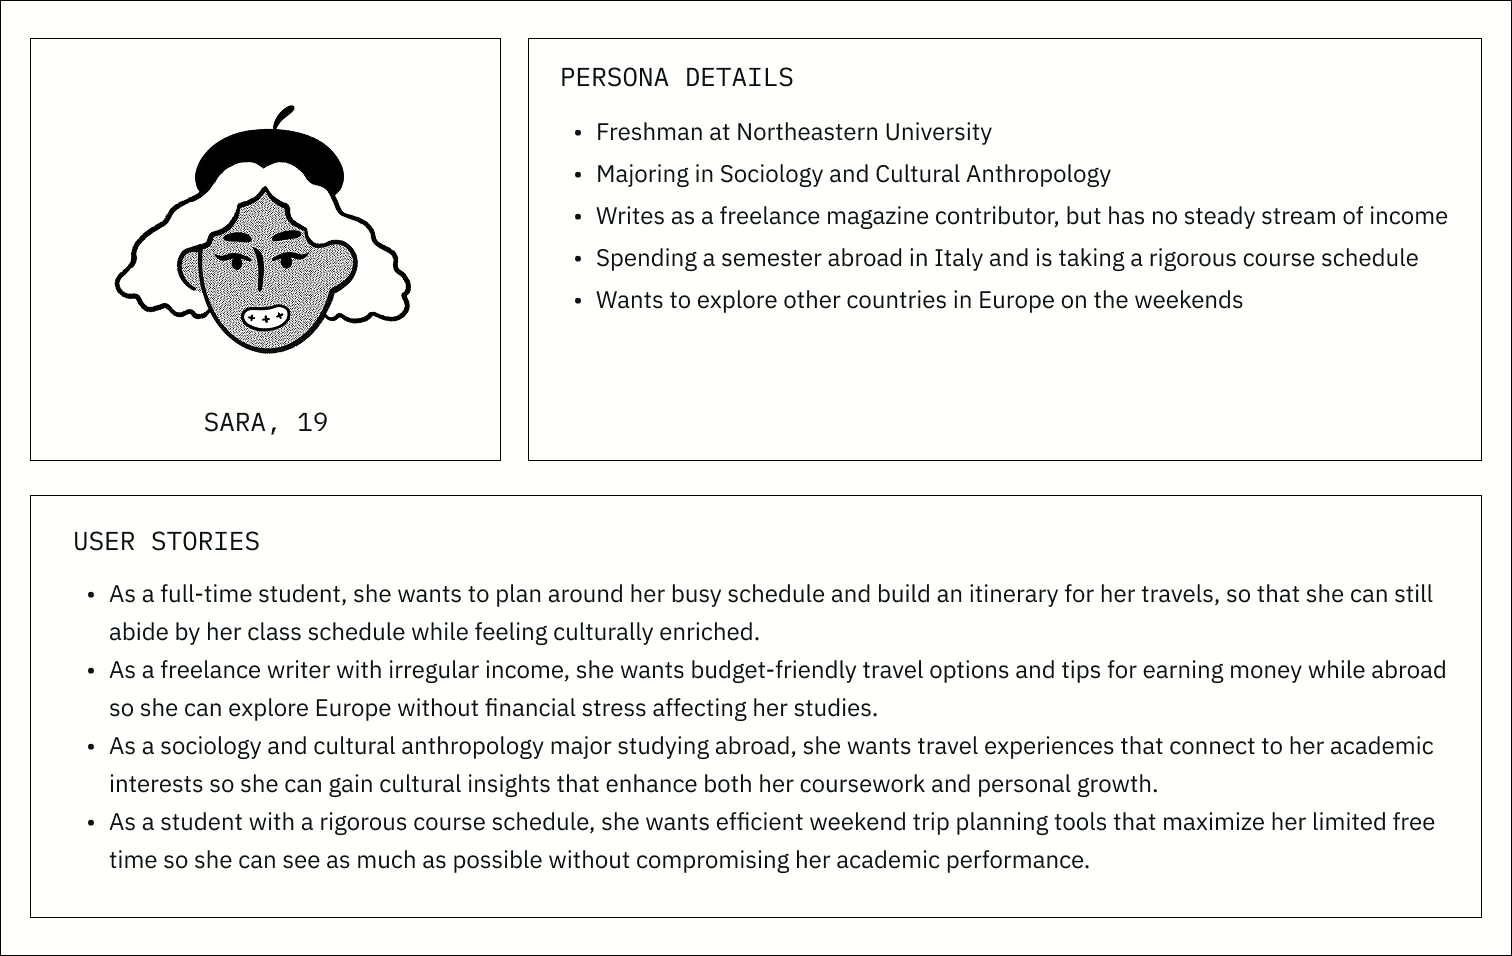 SARA, 19
PERSONA DETAILS
• Freshman at Northeastern University
• Majoring in Sociology and Cultural Anthropology
• Writes as a freelance magazine contributor, but has no steady stream of income
• Spending a semester abroad in Italy and is taking a rigorous course schedule
• Wants to explore other countries in Europe on the weekends
USER STORIES
• As a full-time student, she wants to plan around her busy schedule and build an itinerary for her travels, so that she can still
abide by her class schedule while feeling culturally enriched.
• As a freelance writer with irregular income, she wants budget-friendly travel options and tips for earning money while abroad
so she can explore Europe without financial stress affecting her studies.
• As a sociology and cultural anthropology major studying abroad, she wants travel experiences that connect to her academic
interests so she can gain cultural insights that enhance both her coursework and personal growth.
• As a student with a rigorous course schedule, she wants efficient weekend trip planning tools that maximize her limited free
time so she can see as much as possible without compromising her academic performance.